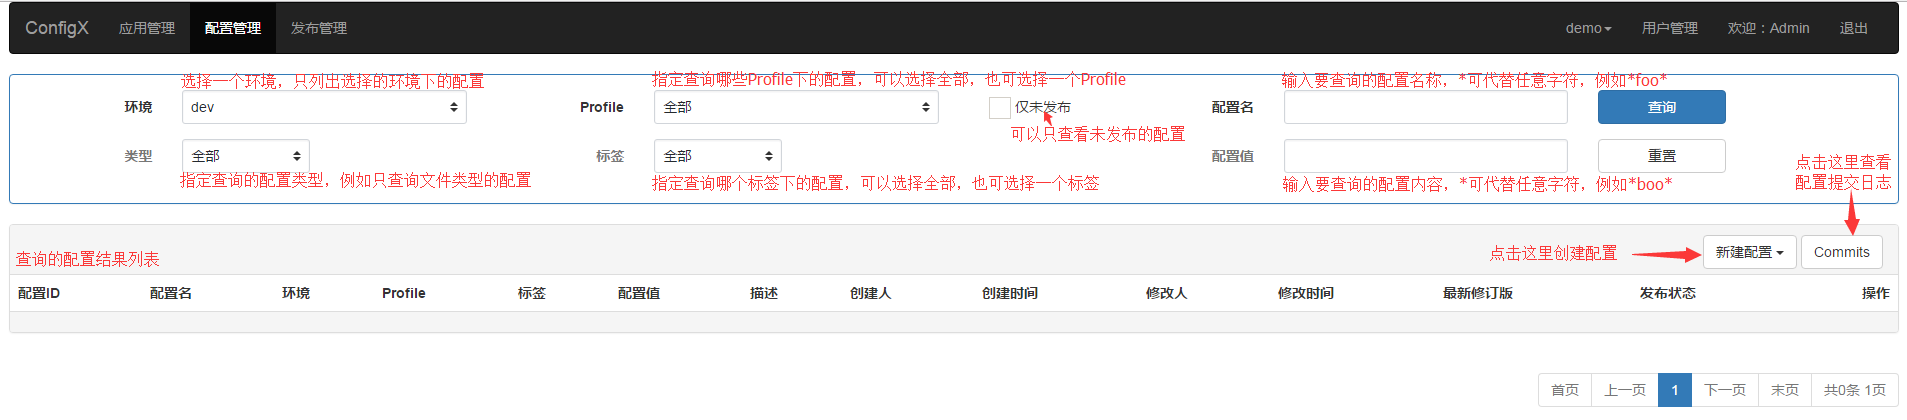 ConfigX 应用管理 配置管理 发布管理 demo 用户管理 欢迎：Admin 退出
选择一个环境，只列出选择的环境下的配置 指定查询哪些Profile下的配置，可以选择全部，也可选择一个Profile 输入要查询的配置名称，*可代替任意字符，例如*foo*
环境 dev Profile 全部 仅未发布 配置名 查询
可以只查看未发布的配置
类型 全部 标签 全部 配置值 重置
指定查询的配置类型，例如只查询文件类型的配置 指定查询哪个标签下的配置，可以选择全部，也可选择一个标签 输入要查询的配置内容，*可代替任意字符，例如*boo*
点击这里查看
配置提交日志
查询的配置结果列表 点击这里创建配置 新建配置 Commits
配置ID 配置名 环境 Profile 标签 配置值 描述 创建人 创建时间 修改人 修改时间 最新修订版 发布状态 操作
首页 上一页 1 下一页 末页 共0条 1页